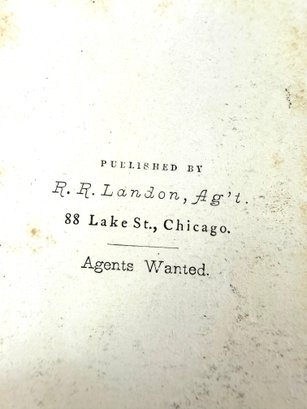 PUBLISHED BY
R. R. Landon, Ag't.
88 Lake St., Chicago.
Agents Wanted.